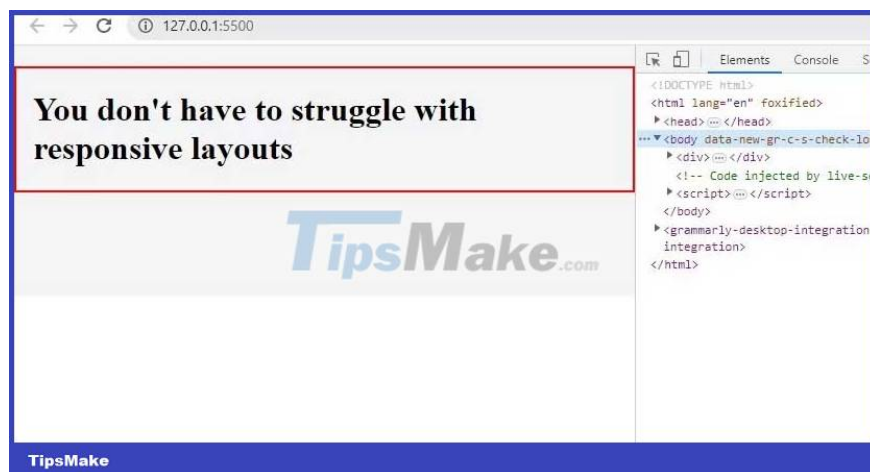 127.0.0.1:5500
You don't have to struggle with
responsive layouts
TipsMake.com
Elements Console
<!DOCTYPE html>
<html lang="en" foxified>
<head>…</head>
<body data-new-gr-c-s-check-lo
<div>…</div>
<!-- Code injected by live-s
<script>…</script>
</body>
<grammarly-desktop-integration
integration>
</html>
TipsMake